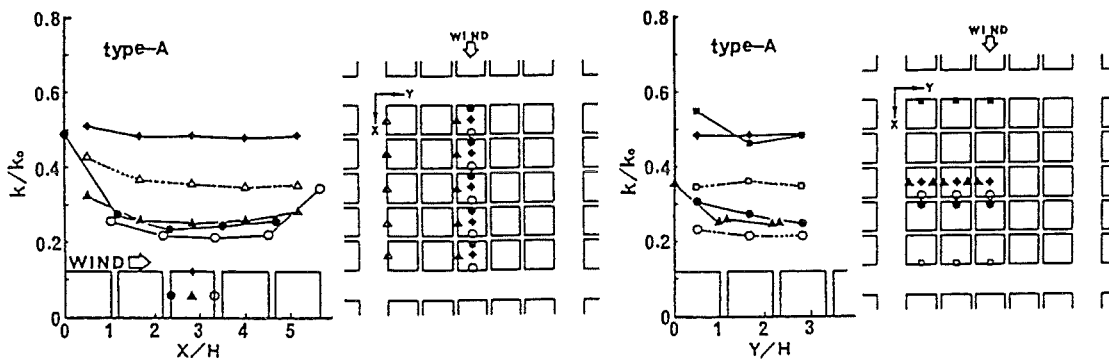 0.8
type-A
0.6
k/k₀
0.4
0.2
WIND
0
0 1 2 3 4 5
X/H
WIND
Y
X
0.8
type-A
0.6
k/k₀
0.4
0.2
0
0 1 2 3
Y/H
WIND
Y
X